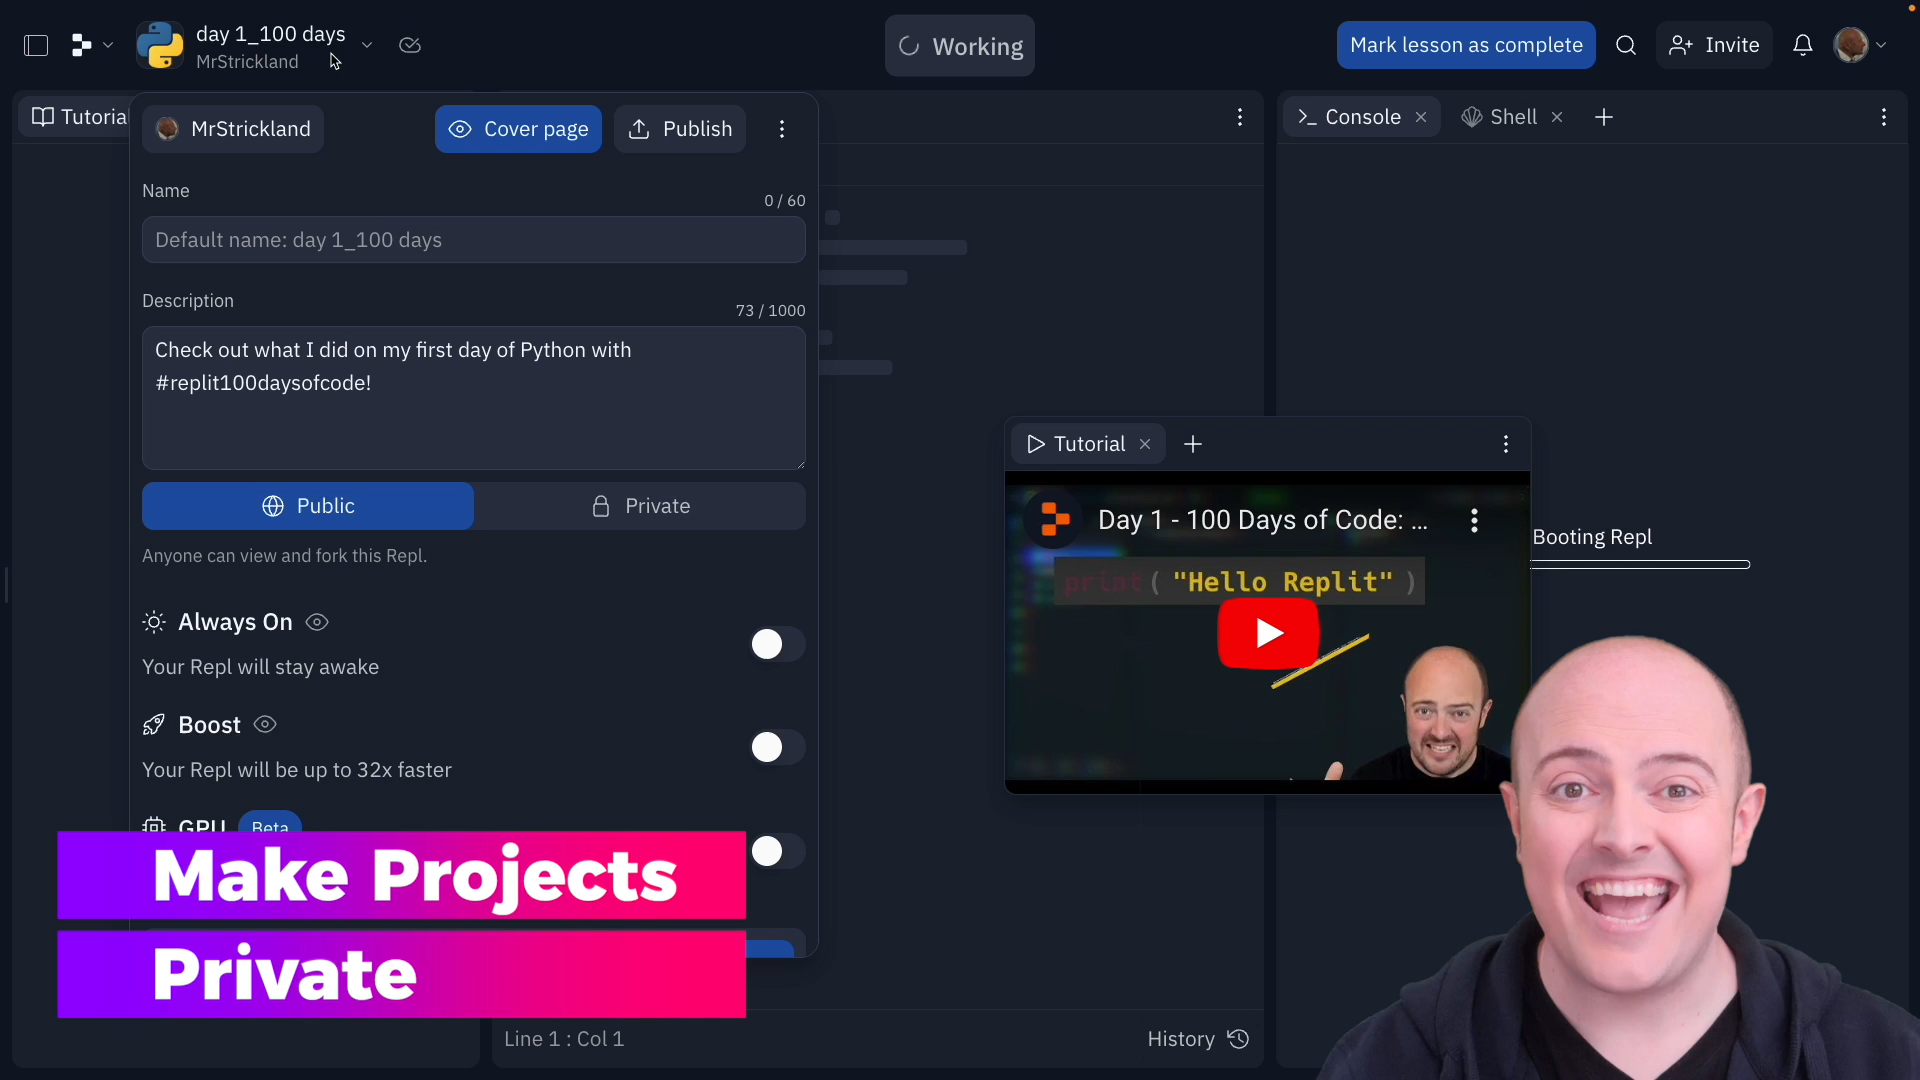 day 1_100 days
MrStrickland
Working
Mark lesson as complete
Invite
Tutorial
MrStrickland
Cover page
Publish
Console
Shell
Name
0 / 60
Default name: day 1_100 days
Description
73 / 1000
Check out what I did on my first day of Python with
#replit100daysofcode!
Public
Private
Anyone can view and fork this Repl.
Always On
Your Repl will stay awake
Boost
Your Repl will be up to 32x faster
GPU
Beta
Tutorial
Day 1 - 100 Days of Code: ...
print ( "Hello Replit" )
Booting Repl
Make Projects
Private
Line 1 : Col 1
History